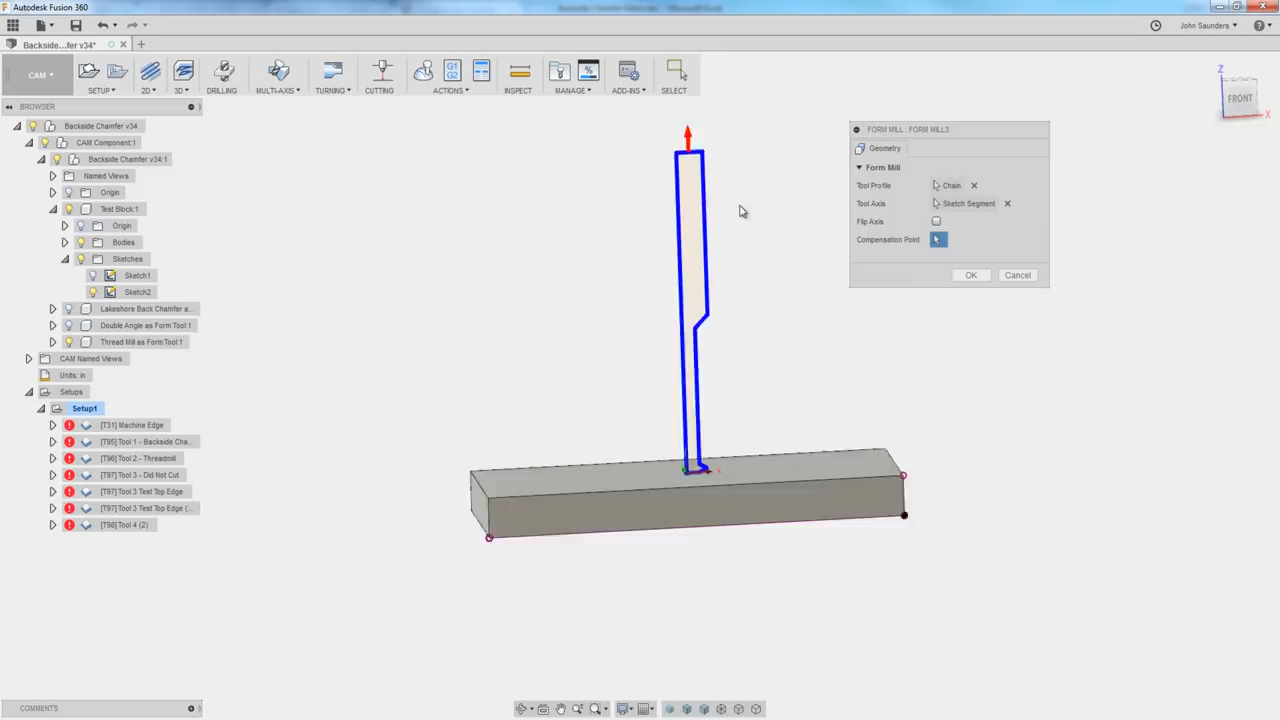 Autodesk Fusion 360
John Saunders
Backside...fer v34*
CAM
SETUP
2D
3D
DRILLING
MULTI-AXIS
TURNING
CUTTING
G1
G2
ACTIONS
INSPECT
MANAGE
ADD-INS
SELECT
BROWSER
Backside Chamfer v34
CAM Component:1
Backside Chamfer v34:1
Named Views
Origin
Test Block:1
Origin
Bodies
Sketches
Sketch1
Sketch2
Lakeshore Back Chamfer a...
Double Angle as Form Tool:1
Thread Mill as Form Tool:1
CAM Named Views
Units: in
Setups
Setup1
[T31] Machine Edge
[T95] Tool 1 - Backside Cha...
[T96] Tool 2 - Threadmill
[T97] Tool 3 - Did Not Cut
[T97] Tool 3 Test Top Edge
[T97] Tool 3 Test Top Edge (...
[T98] Tool 4 (2)
FORM MILL : FORM MILL3
Geometry
Form Mill
Tool Profile
Chain
Tool Axis
Sketch Segment
Flip Axis
Compensation Point
OK
Cancel
Z
FRONT
X
COMMENTS